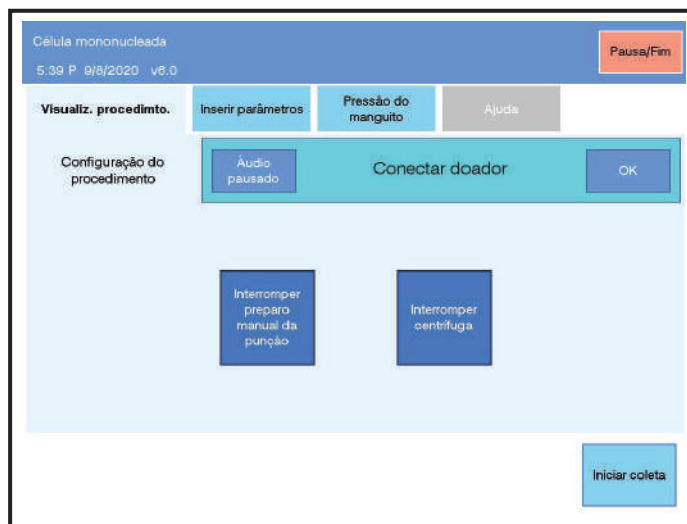 Célula mononucleada
Pausa/Fim
5:39 P 9/8/2020 v6.0
Visualiz. procedimto.
Inserir parâmetros
Pressão do
manguito
Ajuda
Configuração do
procedimento
Áudio
pausado
Conectar doador
OK
Interromper
preparo
manual da
punção
Interromper
centrífuga
Iniciar coleta